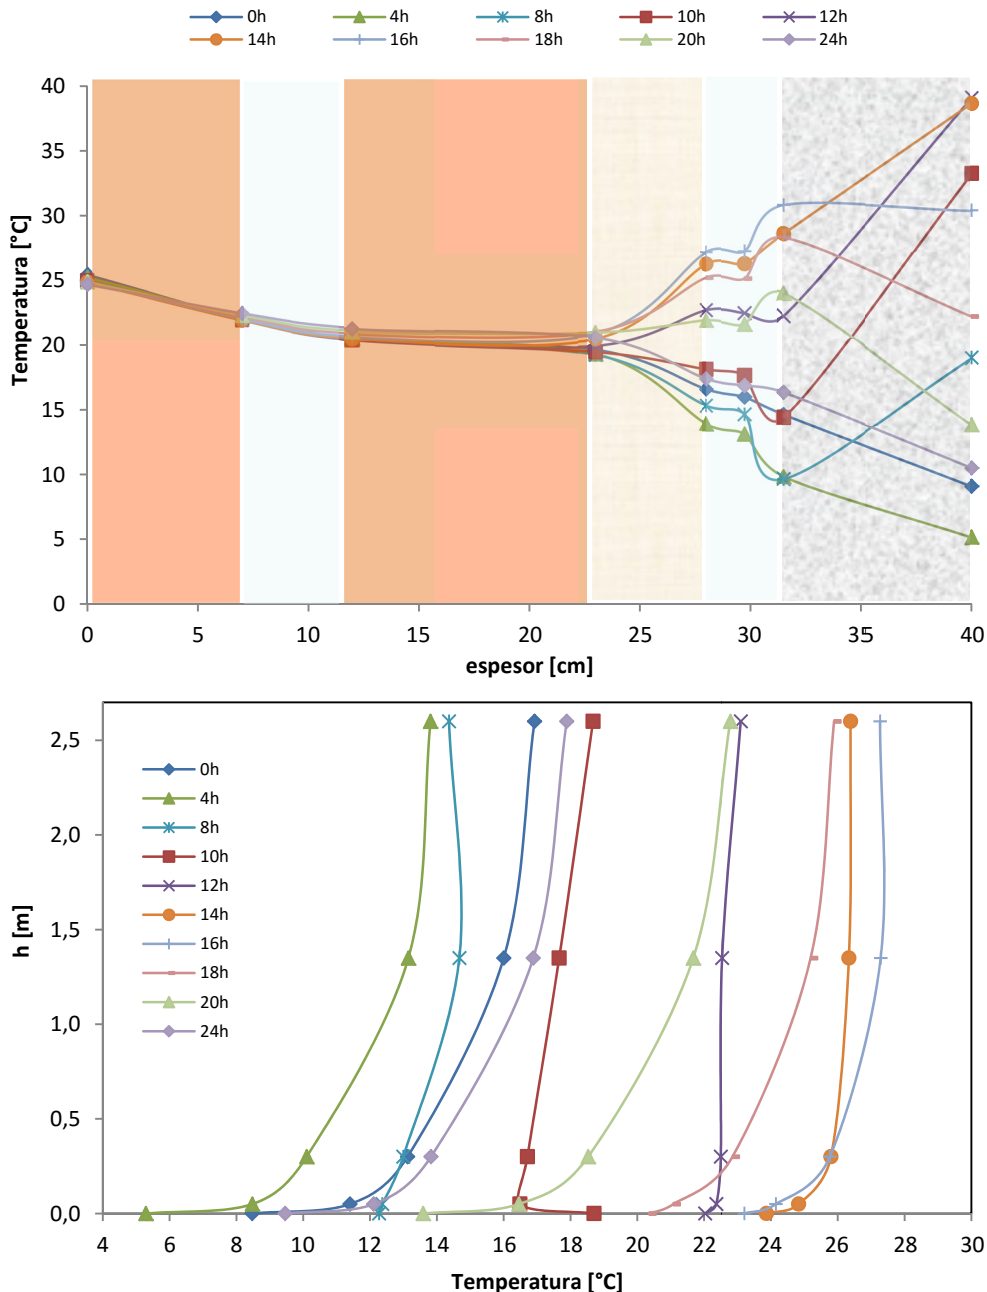 0h 4h 8h 10h 12h
14h 16h 18h 20h 24h
40
35
30
25
20
15
10
5
0
Temperatura [°C]
0 5 10 15 20 25 30 35 40
espesor [cm]
2,5
2,0
1,5
1,0
0,5
0,0
h [m]
0h
4h
8h
10h
12h
14h
16h
18h
20h
24h
4 6 8 10 12 14 16 18 20 22 24 26 28 30
Temperatura [°C]